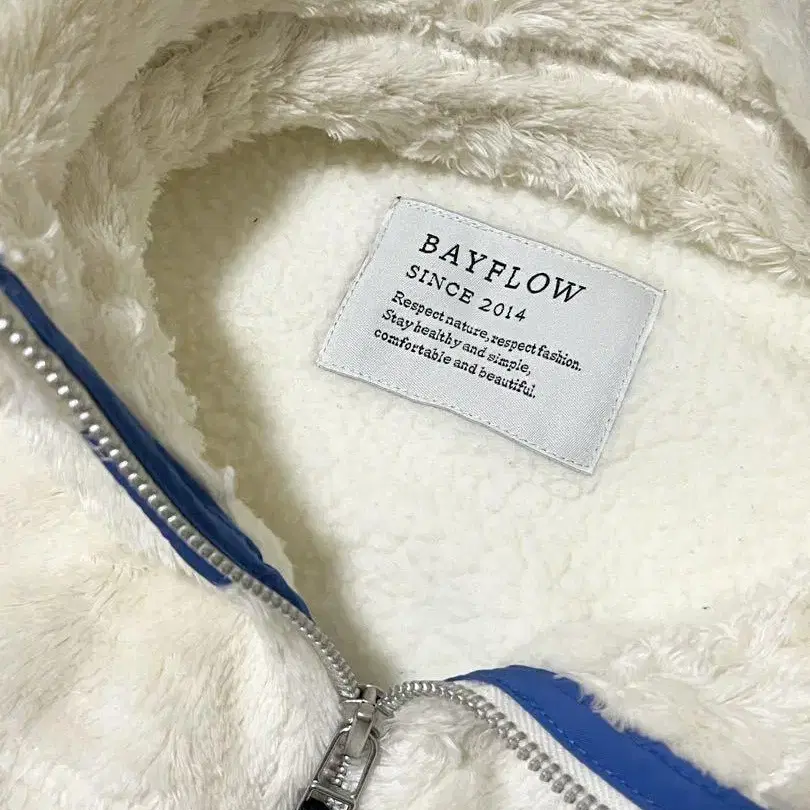 BAYFLOW
SINCE 2014
Respect nature, respect fashion.
Stay healthy and simple,
comfortable and beautiful.